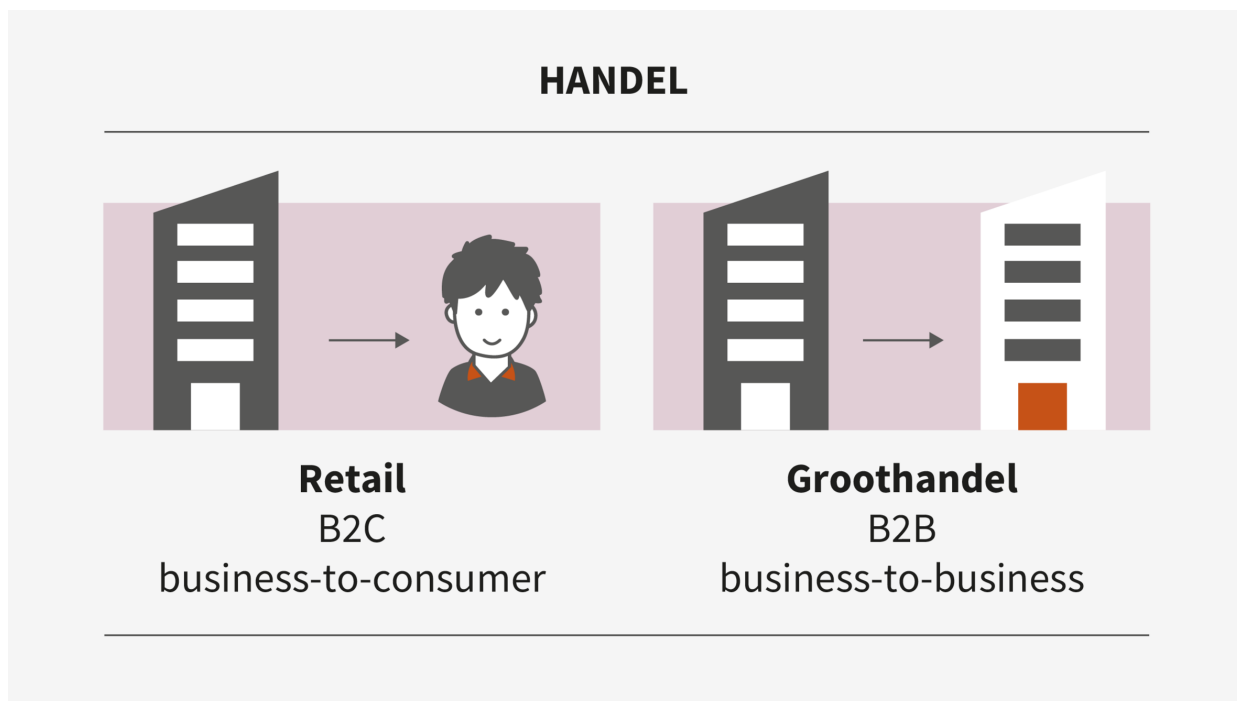 HANDEL
Retail
B2C
business-to-consumer
Groothandel
B2B
business-to-business